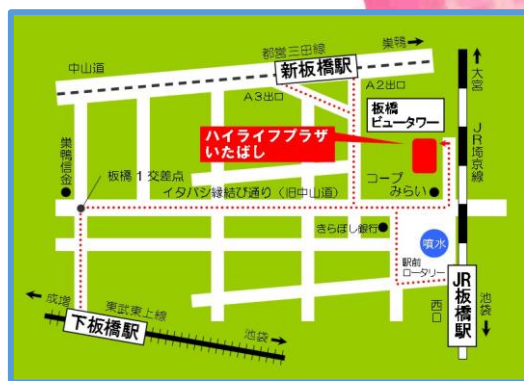 巣鴨
都営三田線
中山道
新板橋駅
A3出口
A2出口
大宮
板橋
ビュータワー
ハイライフプラザ
いたばし
JR埼京線
巣鴨信金
板橋1交差点
コープ
みらい
イタバシ縁結び通り（旧中山道）
きらぼし銀行
噴水
駅前
ロータリー
成増
東武東上線
西口
JR
板橋駅
池袋
下板橋駅
池袋